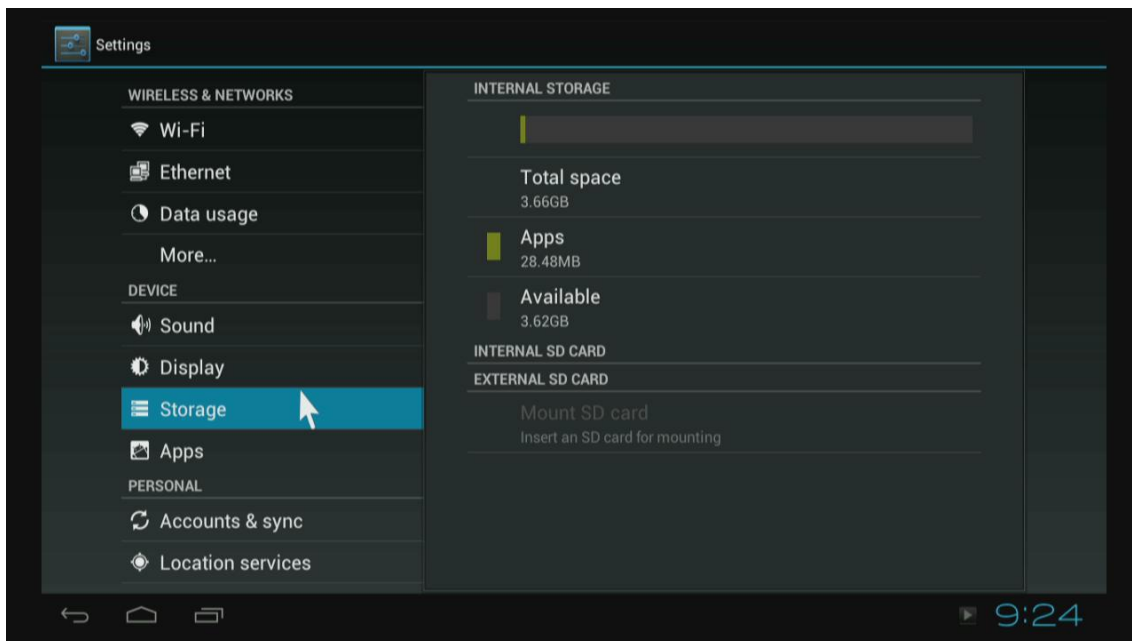 Settings
WIRELESS & NETWORKS
Wi-Fi
Ethernet
Data usage
More...
DEVICE
Sound
Display
Storage
Apps
PERSONAL
Accounts & sync
Location services
INTERNAL STORAGE
Total space
3.66GB
Apps
28.48MB
Available
3.62GB
INTERNAL SD CARD
EXTERNAL SD CARD
Mount SD card
Insert an SD card for mounting
9:24